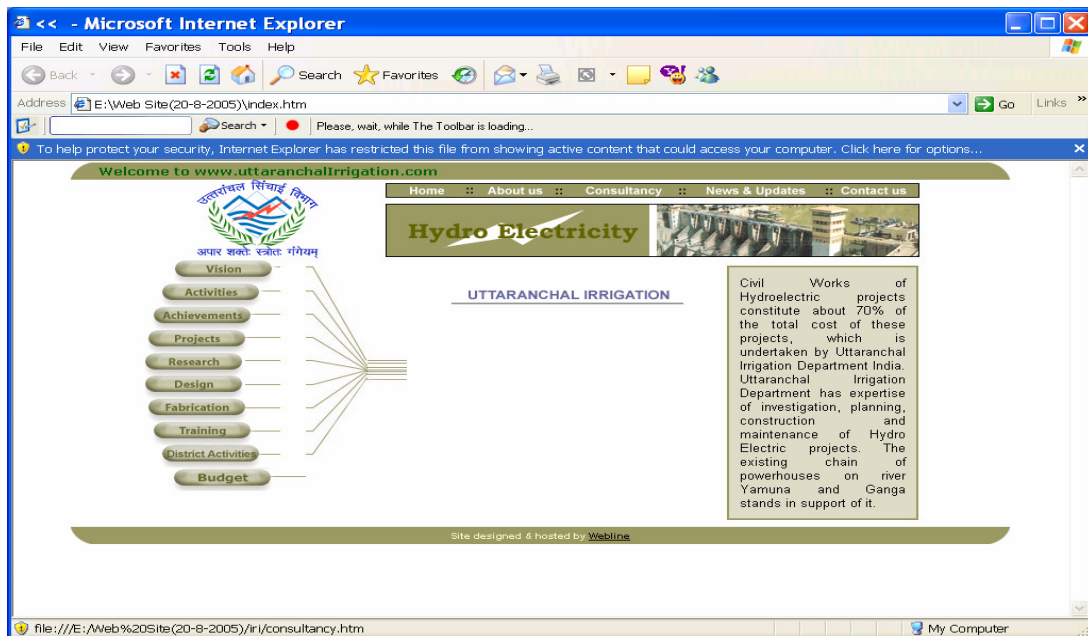 << - Microsoft Internet Explorer
File Edit View Favorites Tools Help
Back Search Favorites
Address E:\Web Site(20-8-2005)\index.htm Go Links »
Search Please, wait, while The Toolbar is loading...
To help protect your security, Internet Explorer has restricted this file from showing active content that could access your computer. Click here for options...
Welcome to www.uttaranchalIrrigation.com
उत्तरांचल सिंचाई विभाग
अपार शक्तेः स्त्रोतः गंगेयम्
Home :: About us :: Consultancy :: News & Updates :: Contact us
Hydro Electricity
Vision
Activities
Achievements
Projects
Research
Design
Fabrication
Training
District Activities
Budget
UTTARANCHAL IRRIGATION
Civil Works of
Hydroelectric projects
constitute about 70% of
the total cost of these
projects, which is
undertaken by Uttaranchal
Irrigation Department India.
Uttaranchal Irrigation
Department has expertise
of investigation, planning,
construction and
maintenance of Hydro
Electric projects. The
existing chain of
powerhouses on river
Yamuna and Ganga
stands in support of it.
Site designed & hosted by Webline
file:///E:/Web%20Site(20-8-2005)/iri/consultancy.htm My Computer